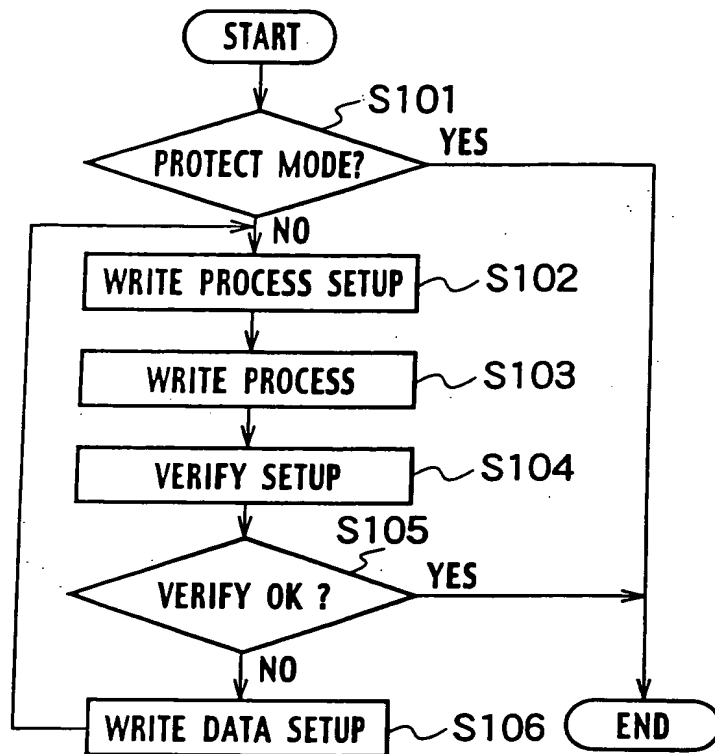 START
S101
PROTECT MODE?
YES
NO
WRITE PROCESS SETUP
S102
WRITE PROCESS
S103
VERIFY SETUP
S104
S105
VERIFY OK ?
YES
NO
WRITE DATA SETUP
S106
END